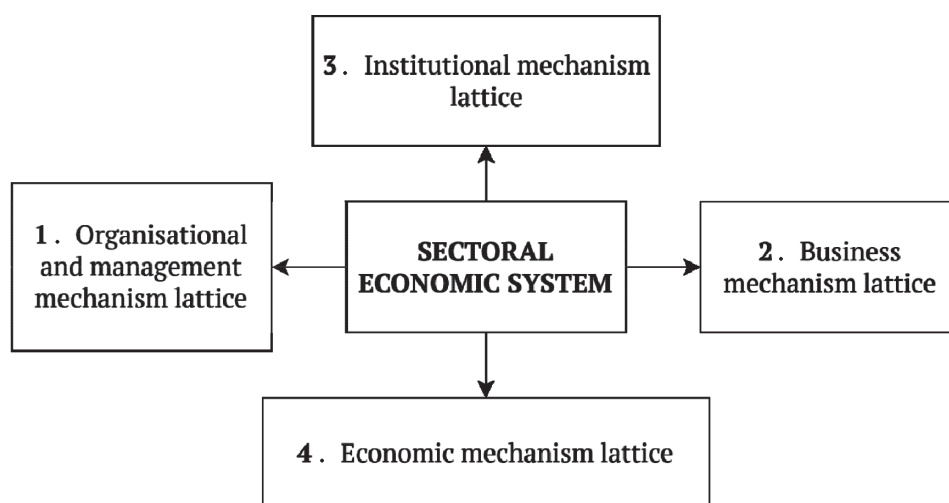 3. Institutional mechanism
lattice
1. Organisational
and management
mechanism lattice
SECTORAL
ECONOMIC SYSTEM
2. Business
mechanism lattice
4. Economic mechanism lattice